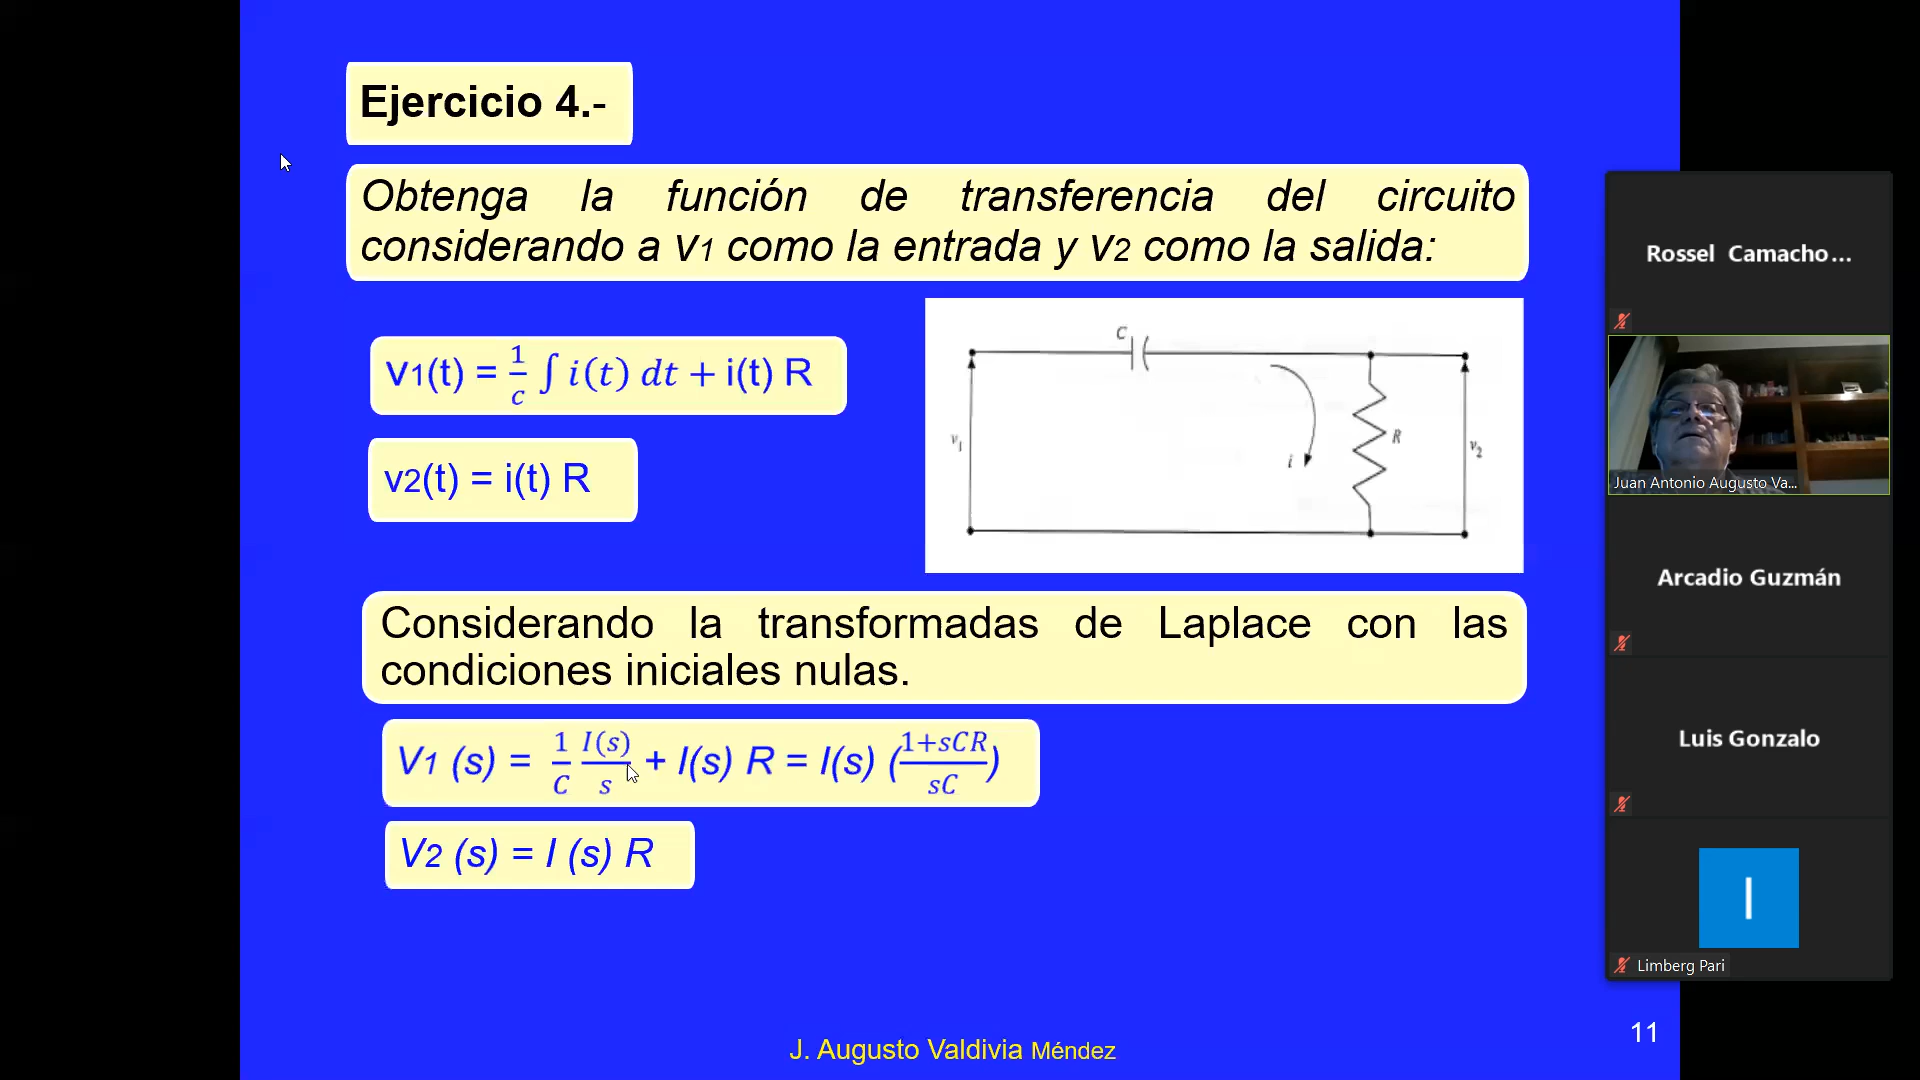 Ejercicio 4.-
Obtenga la función de transferencia del circuito
considerando a v1 como la entrada y v2 como la salida:
v1(t) = 1/c ∫ i(t) dt + i(t) R
v2(t) = i(t) R
C
v1
i
R
v2
Considerando la transformadas de Laplace con las
condiciones iniciales nulas.
V1 (s) = 1/C I(s)/s + I(s) R = I(s) (1+sCR/sC)
V2 (s) = I (s) R
J. Augusto Valdivia Méndez
11
Rossel Camacho...
Juan Antonio Augusto Va...
Arcadio Guzmán
Luis Gonzalo
I
Limberg Pari